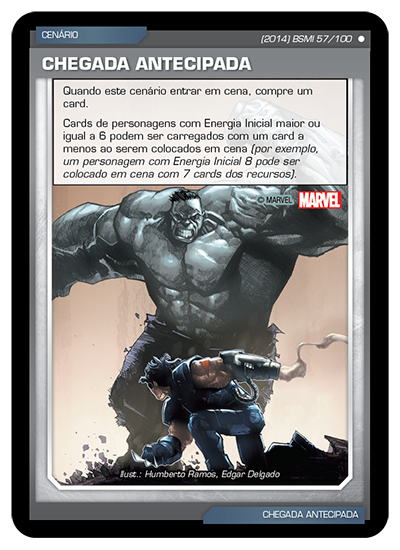 CENÁRIO
(2014) BSMI 57/100 ●
CHEGADA ANTECIPADA
Quando este cenário entrar em cena, compre um
card.
Cards de personagens com Energia Inicial maior ou
igual a 6 podem ser carregados com um card a
menos ao serem colocados em cena (por exemplo,
um personagem com Energia Inicial 8 pode ser
colocado em cena com 7 cards dos recursos).
© MARVEL MARVEL
Ilust.: Humberto Ramos, Edgar Delgado
CHEGADA ANTECIPADA